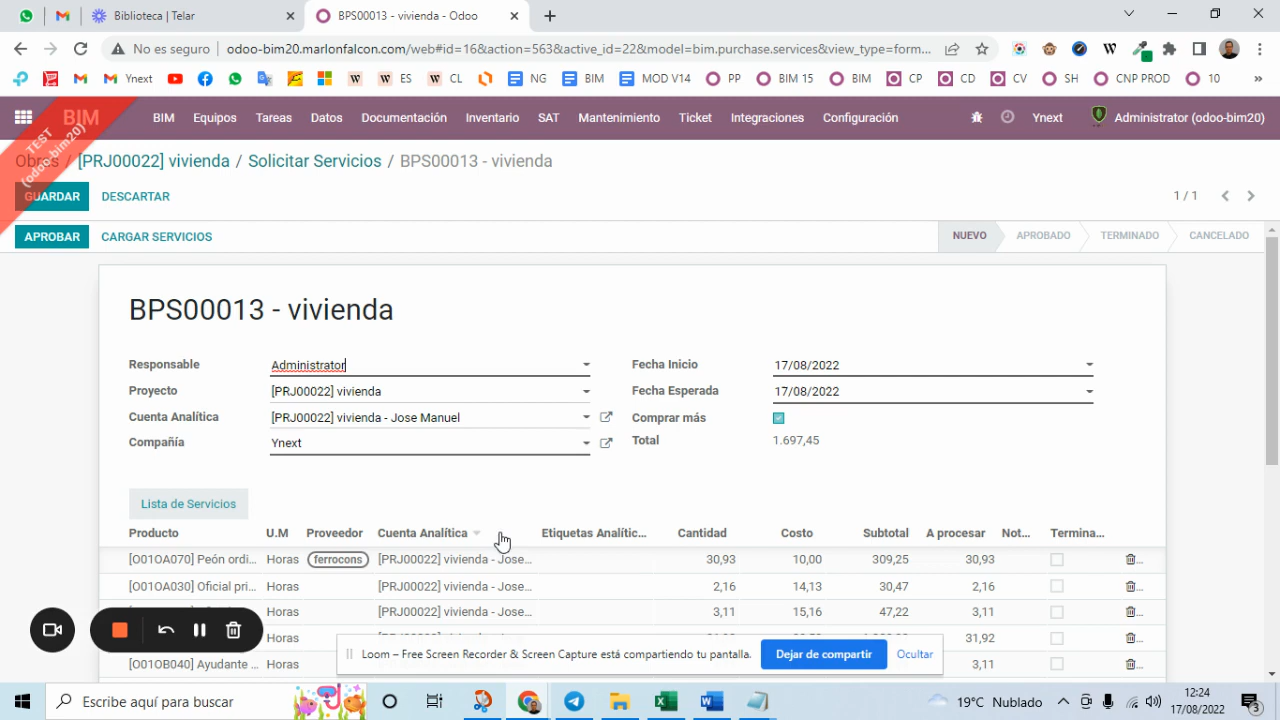 Biblioteca | Telar
BPS00013 - vivienda - Odoo
No es seguro
odoo-bim20.marlonfalcon.com/web#id=16&action=563&active_id=22&model=bim.purchase.services&view_type=form...
Ynext
ES
CL
NG
BIM
MOD V14
PP
BIM 15
BIM
CP
CD
CV
SH
CNP PROD
10
»
BIM
BIM
Equipos
Tareas
Datos
Documentación
Inventario
SAT
Mantenimiento
Ticket
Integraciones
Configuración
Ynext
Administrator (odoo-bim20)
TEST
(odoo-bim20)
Obras / [PRJ00022] vivienda / Solicitar Servicios / BPS00013 - vivienda
GUARDAR
DESCARTAR
1 / 1
APROBAR
CARGAR SERVICIOS
NUEVO
APROBADO
TERMINADO
CANCELADO
BPS00013 - vivienda
Responsable
Administrator
Fecha Inicio
17/08/2022
Proyecto
[PRJ00022] vivienda
Fecha Esperada
17/08/2022
Cuenta Analítica
[PRJ00022] vivienda - Jose Manuel
Comprar más
Compañía
Ynext
Total
1.697,45
Lista de Servicios
Producto
U.M
Proveedor
Cuenta Analítica
Etiquetas Analític...
Cantidad
Costo
Subtotal
A procesar
Not...
Termina...
[O01OA070] Peón ordi... Horas ferrocons [PRJ00022] vivienda - Jose... 30,93 10,00 309,25 30,93
[O01OA030] Oficial pri... Horas [PRJ00022] vivienda - Jose... 2,16 14,13 30,47 2,16
Horas [PRJ00022] vivienda - Jose... 3,11 15,16 47,22 3,11
Horas 31,92
[O01OB040] Ayudante ... Horas 3,11
Loom – Free Screen Recorder & Screen Capture está compartiendo tu pantalla.
Dejar de compartir
Ocultar
Escribe aquí para buscar
19°C Nublado
12:24
17/08/2022
3